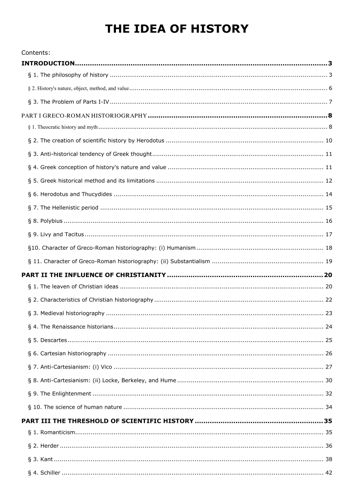 THE IDEA OF HISTORY
Contents:
INTRODUCTION...3
§ 1. The philosophy of history ... 3
§ 2. History's nature, object, method, and value... 6
§ 3. The Problem of Parts I-IV ... 7
PART I GRECO-ROMAN HISTORIOGRAPHY ... 8
§ 1. Theocratic history and myth... 8
§ 2. The creation of scientific history by Herodotus ... 10
§ 3. Anti-historical tendency of Greek thought ... 11
§ 4. Greek conception of history's nature and value ... 11
§ 5. Greek historical method and its limitations ... 12
§ 6. Herodotus and Thucydides ... 14
§ 7. The Hellenistic period ... 15
§ 8. Polybius ... 16
§ 9. Livy and Tacitus ... 17
§10. Character of Greco-Roman historiography: (i) Humanism ... 18
§ 11. Character of Greco-Roman historiography: (ii) Substantialism ... 19
PART II THE INFLUENCE OF CHRISTIANITY ... 20
§ 1. The leaven of Christian ideas ... 20
§ 2. Characteristics of Christian historiography ... 22
§ 3. Medieval historiography ... 23
§ 4. The Renaissance historians ... 24
§ 5. Descartes ... 25
§ 6. Cartesian historiography ... 26
§ 7. Anti-Cartesianism: (i) Vico ... 27
§ 8. Anti-Cartesianism: (ii) Locke, Berkeley, and Hume ... 30
§ 9. The Enlightenment ... 32
§ 10. The science of human nature ... 34
PART III THE THRESHOLD OF SCIENTIFIC HISTORY ... 35
§ 1. Romanticism ... 35
§ 2. Herder ... 36
§ 3. Kant ... 38
§ 4. Schiller ... 42